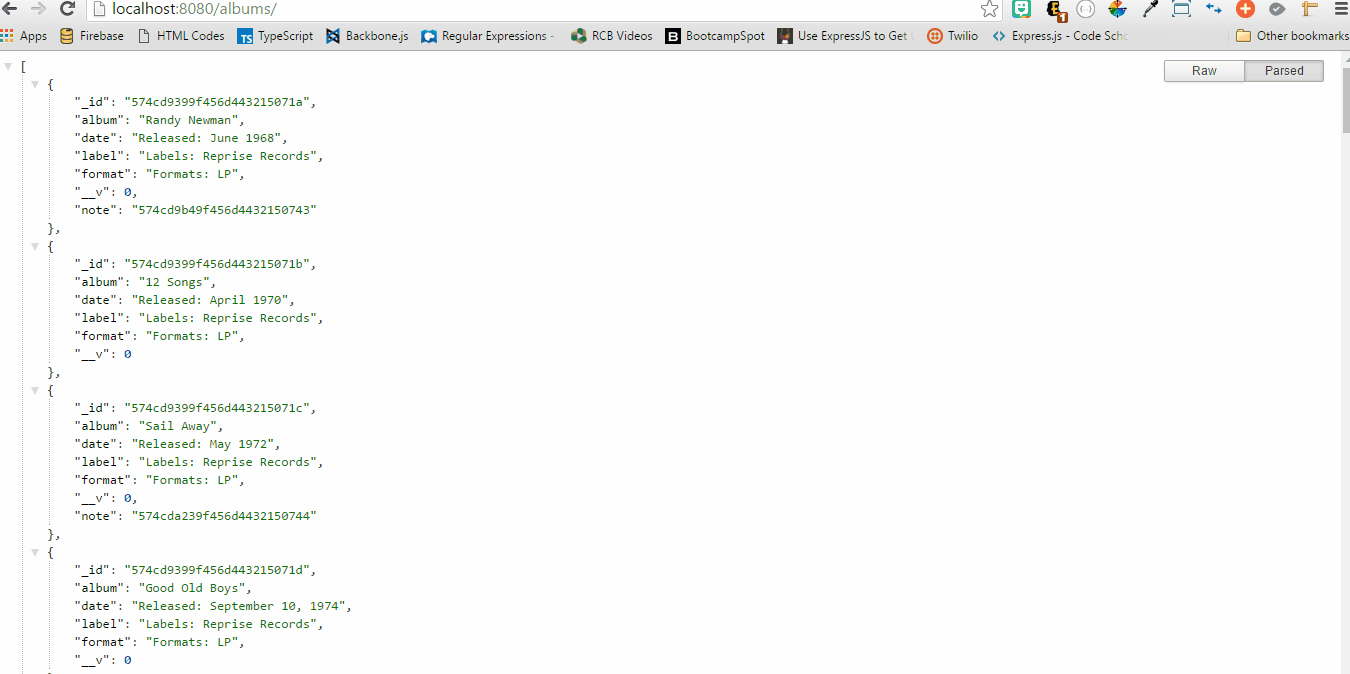 localhost:8080/albums/
1
Apps Firebase HTML Codes TS TypeScript Backbone.js Regular Expressions - RCB Videos B BootcampSpot Use ExpressJS to Get Twilio Express.js - Code Scho Other bookmarks
Raw Parsed
[
{
"_id": "574cd9399f456d443215071a",
"album": "Randy Newman",
"date": "Released: June 1968",
"label": "Labels: Reprise Records",
"format": "Formats: LP",
"__v": 0,
"note": "574cd9b49f456d4432150743"
},
{
"_id": "574cd9399f456d443215071b",
"album": "12 Songs",
"date": "Released: April 1970",
"label": "Labels: Reprise Records",
"format": "Formats: LP",
"__v": 0
},
{
"_id": "574cd9399f456d443215071c",
"album": "Sail Away",
"date": "Released: May 1972",
"label": "Labels: Reprise Records",
"format": "Formats: LP",
"__v": 0,
"note": "574cda239f456d4432150744"
},
{
"_id": "574cd9399f456d443215071d",
"album": "Good Old Boys",
"date": "Released: September 10, 1974",
"label": "Labels: Reprise Records",
"format": "Formats: LP",
"__v": 0